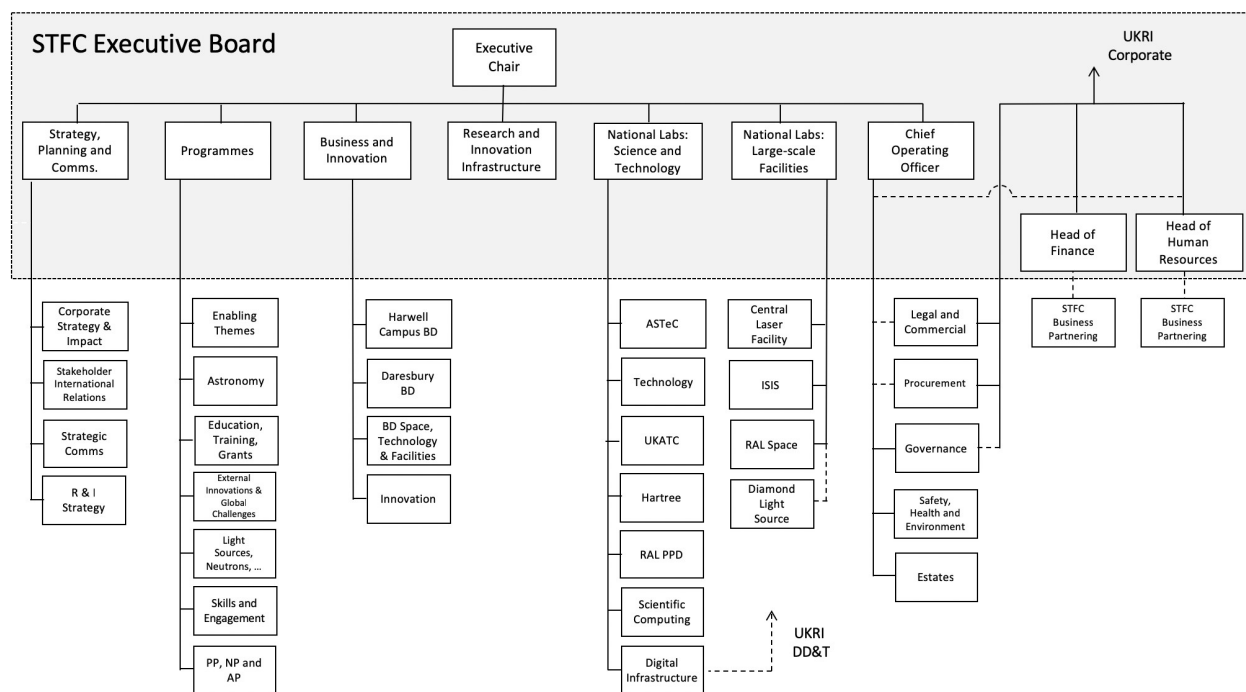 STFC Executive Board
Executive
Chair
UKRI
Corporate
Strategy,
Planning and
Comms.
Programmes
Business and
Innovation
Research and
Innovation
Infrastructure
National Labs:
Science and
Technology
National Labs:
Large-scale
Facilities
Chief
Operating
Officer
Head of
Finance
Head of
Human
Resources
Corporate
Strategy &
Impact
Stakeholder
International
Relations
Strategic
Comms
R & I
Strategy
Enabling
Themes
Astronomy
Education,
Training,
Grants
External
Innovations &
Global
Challenges
Light
Sources,
Neutrons, ...
Skills and
Engagement
PP, NP and
AP
Harwell
Campus BD
Daresbury
BD
BD Space,
Technology
& Facilities
Innovation
ASTeC
Technology
UKATC
Hartree
RAL PPD
Scientific
Computing
Digital
Infrastructure
UKRI
DD&T
Central
Laser
Facility
ISIS
RAL Space
Diamond
Light
Source
Legal and
Commercial
Procurement
Governance
Safety,
Health and
Environment
Estates
STFC
Business
Partnering
STFC
Business
Partnering